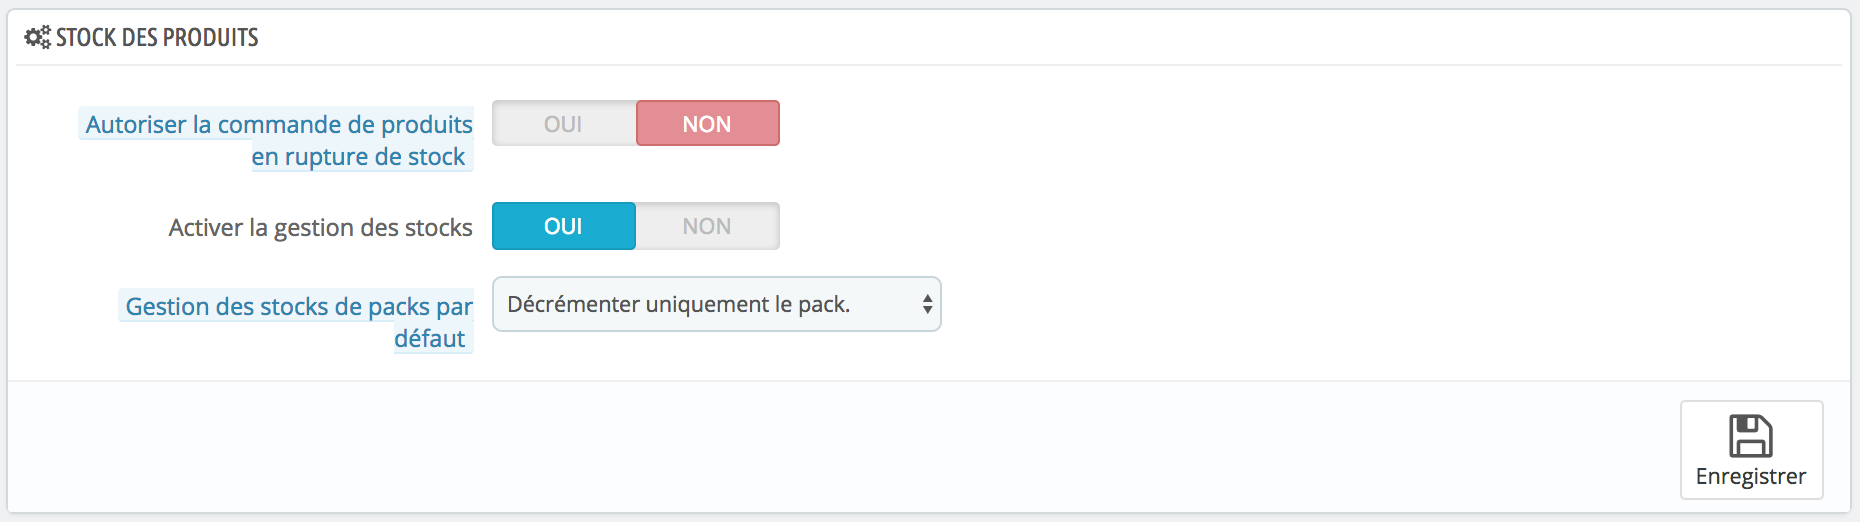 STOCK DES PRODUITS
Autoriser la commande de produits
en rupture de stock
OUI NON
Activer la gestion des stocks
OUI NON
Gestion des stocks de packs par
défaut
Décrémenter uniquement le pack.
Enregistrer